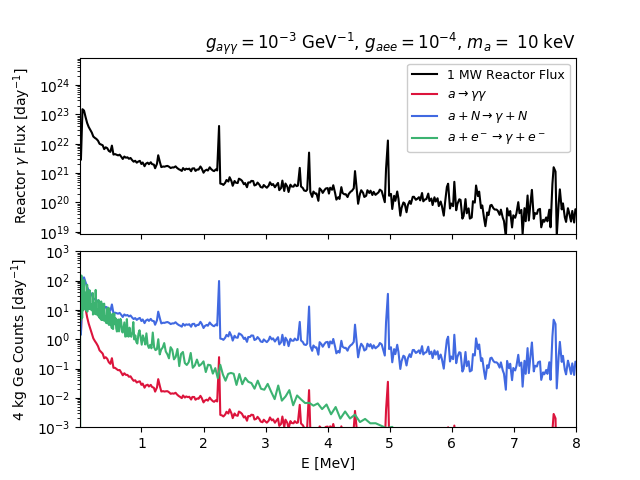 g_{aγγ} = 10^{-3} GeV^{-1}, g_{aee} = 10^{-4}, m_a = 10 keV
Reactor γ Flux [day^{-1}]
10^{24}
10^{23}
10^{22}
10^{21}
10^{20}
10^{19}
1 MW Reactor Flux
a → γγ
a + N → γ + N
a + e^- → γ + e^-
4 kg Ge Counts [day^{-1}]
10^3
10^2
10^1
10^0
10^{-1}
10^{-2}
10^{-3}
1 2 3 4 5 6 7 8
E [MeV]